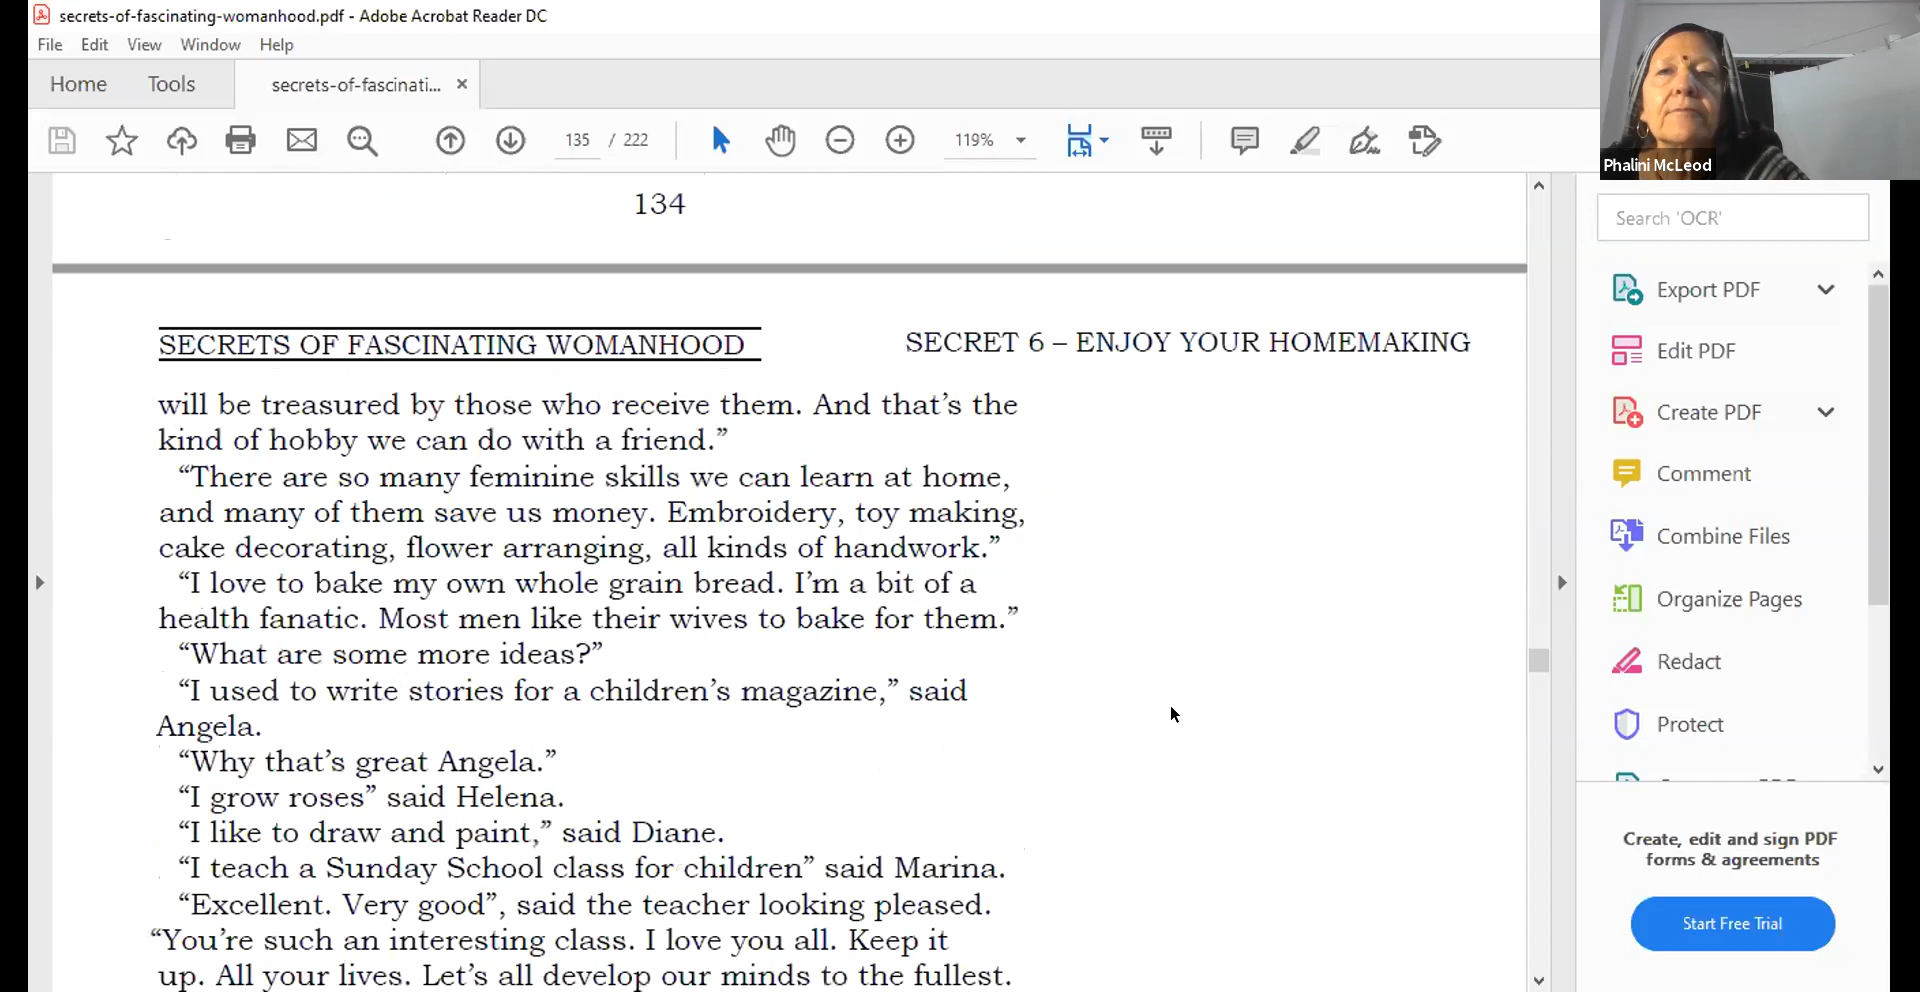 secrets-of-fascinating-womanhood.pdf - Adobe Acrobat Reader DC
File Edit View Window Help
Home Tools secrets-of-fascinati...
135 / 222 119%
Phalini McLeod
134
SECRETS OF FASCINATING WOMANHOOD SECRET 6 – ENJOY YOUR HOMEMAKING
will be treasured by those who receive them. And that’s the
kind of hobby we can do with a friend.”
“There are so many feminine skills we can learn at home,
and many of them save us money. Embroidery, toy making,
cake decorating, flower arranging, all kinds of handwork.”
“I love to bake my own whole grain bread. I’m a bit of a
health fanatic. Most men like their wives to bake for them.”
“What are some more ideas?”
“I used to write stories for a children’s magazine,” said
Angela.
“Why that’s great Angela.”
“I grow roses” said Helena.
“I like to draw and paint,” said Diane.
“I teach a Sunday School class for children” said Marina.
“Excellent. Very good”, said the teacher looking pleased.
“You’re such an interesting class. I love you all. Keep it
up. All your lives. Let’s all develop our minds to the fullest.
Search 'OCR'
Export PDF
Edit PDF
Create PDF
Comment
Combine Files
Organize Pages
Redact
Protect
Create, edit and sign PDF
forms & agreements
Start Free Trial